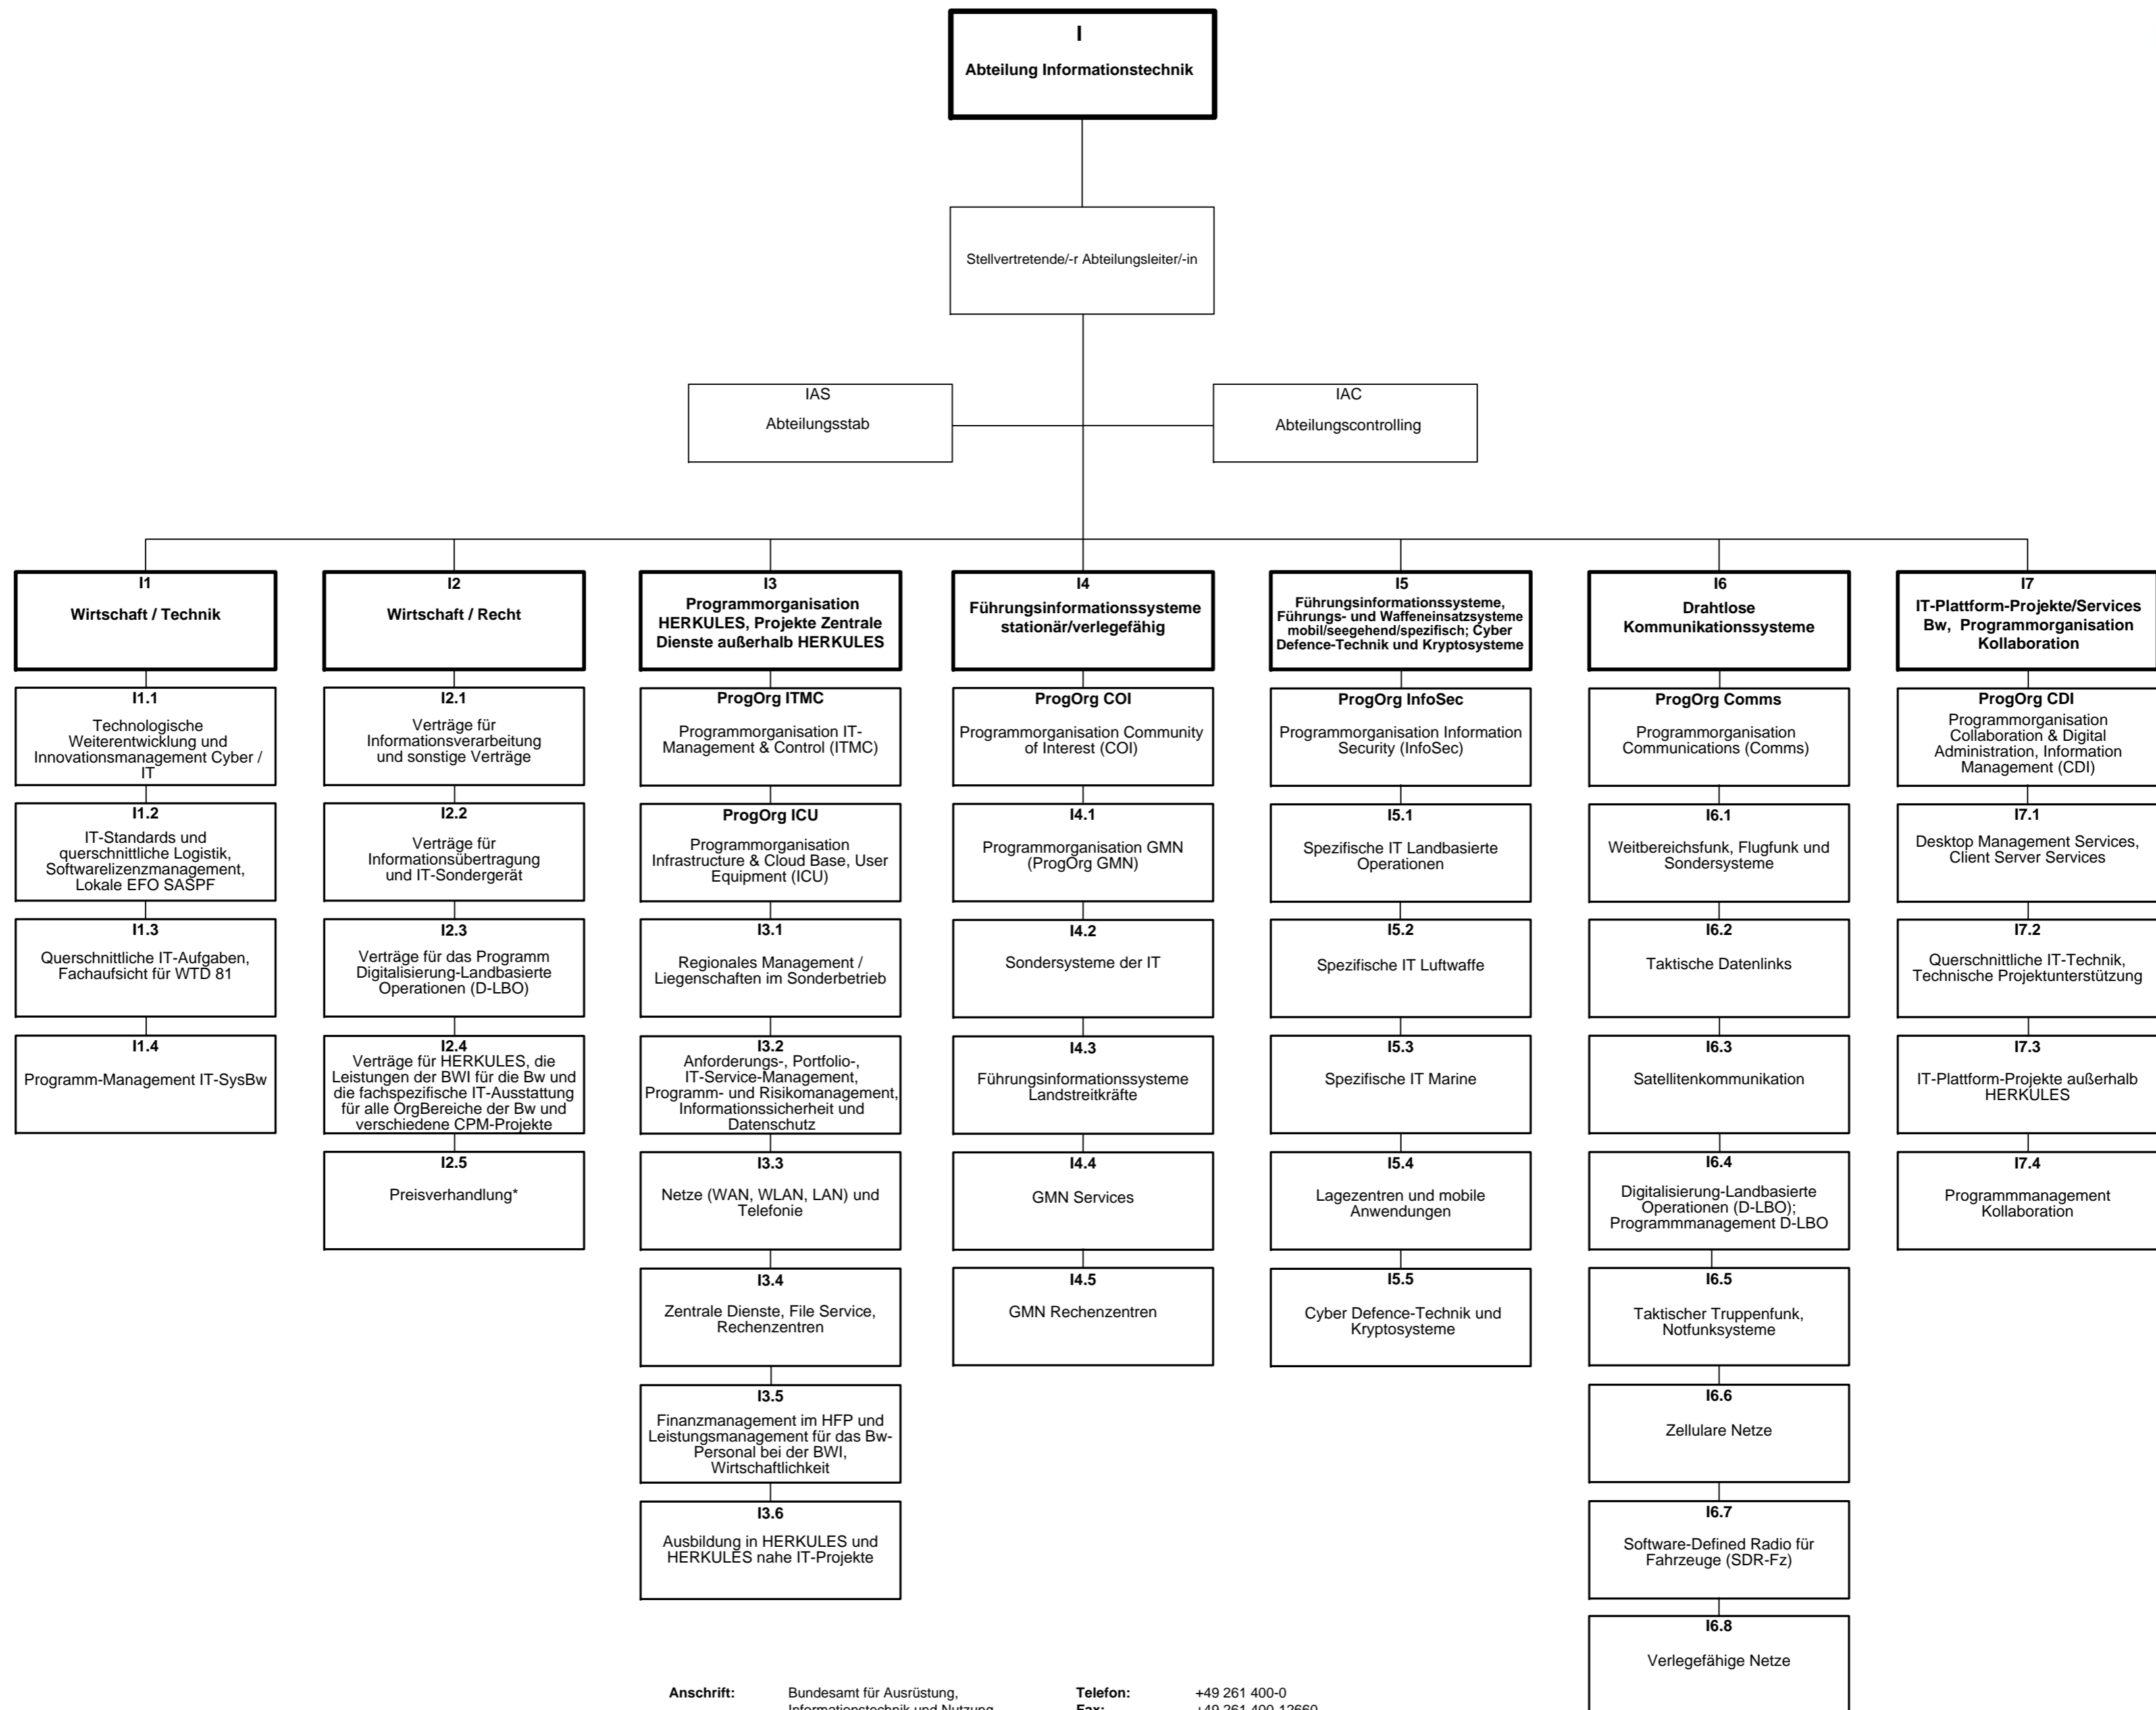 I
Abteilung Informationstechnik
Stellvertretende/-r Abteilungsleiter/-in
IAS
Abteilungsstab
IAC
Abteilungscontrolling
I1
Wirtschaft / Technik
I1.1
Technologische
Weiterentwicklung und
Innovationsmanagement Cyber /
IT
I1.2
IT-Standards und
querschnittliche Logistik,
Softwarelizenzmanagement,
Lokale EFO SASPF
I1.3
Querschnittliche IT-Aufgaben,
Fachaufsicht für WTD 81
I1.4
Programm-Management IT-SysBw
I2
Wirtschaft / Recht
I2.1
Verträge für
Informationsverarbeitung
und sonstige Verträge
I2.2
Verträge für
Informationsübertragung
und IT-Sondergerät
I2.3
Verträge für das Programm
Digitalisierung-Landbasierte
Operationen (D-LBO)
I2.4
Verträge für HERKULES, die
Leistungen der BWI für die Bw und
die fachspezifische IT-Ausstattung
für alle OrgBereiche der Bw und
verschiedene CPM-Projekte
I2.5
Preisverhandlung*
I3
Programmorganisation
HERKULES, Projekte Zentrale
Dienste außerhalb HERKULES
ProgOrg ITMC
Programmorganisation IT-
Management & Control (ITMC)
ProgOrg ICU
Programmorganisation
Infrastructure & Cloud Base, User
Equipment (ICU)
I3.1
Regionales Management /
Liegenschaften im Sonderbetrieb
I3.2
Anforderungs-, Portfolio-,
IT-Service-Management,
Programm- und Risikomanagement,
Informationssicherheit und
Datenschutz
I3.3
Netze (WAN, WLAN, LAN) und
Telefonie
I3.4
Zentrale Dienste, File Service,
Rechenzentren
I3.5
Finanzmanagement im HFP und
Leistungsmanagement für das Bw-
Personal bei der BWI,
Wirtschaftlichkeit
I3.6
Ausbildung in HERKULES und
HERKULES nahe IT-Projekte
I4
Führungsinformationssysteme
stationär/verlegefähig
ProgOrg COI
Programmorganisation Community
of Interest (COI)
I4.1
Programmorganisation GMN
(ProgOrg GMN)
I4.2
Sondersysteme der IT
I4.3
Führungsinformationssysteme
Landstreitkräfte
I4.4
GMN Services
I4.5
GMN Rechenzentren
I5
Führungsinformationssysteme,
Führungs- und Waffeneinsatzsysteme
mobil/seegehend/spezifisch; Cyber
Defence-Technik und Kryptosysteme
ProgOrg InfoSec
Programmorganisation Information
Security (InfoSec)
I5.1
Spezifische IT Landbasierte
Operationen
I5.2
Spezifische IT Luftwaffe
I5.3
Spezifische IT Marine
I5.4
Lagezentren und mobile
Anwendungen
I5.5
Cyber Defence-Technik und
Kryptosysteme
I6
Drahtlose
Kommunikationssysteme
ProgOrg Comms
Programmorganisation
Communications (Comms)
I6.1
Weitbereichsfunk, Flugfunk und
Sondersysteme
I6.2
Taktische Datenlinks
I6.3
Satellitenkommunikation
I6.4
Digitalisierung-Landbasierte
Operationen (D-LBO);
Programmmanagement D-LBO
I6.5
Taktischer Truppenfunk,
Notfunksysteme
I6.6
Zellulare Netze
I6.7
Software-Defined Radio für
Fahrzeuge (SDR-Fz)
I6.8
Verlegefähige Netze
I7
IT-Plattform-Projekte/Services
Bw, Programmorganisation
Kollaboration
ProgOrg CDI
Programmorganisation
Collaboration & Digital
Administration, Information
Management (CDI)
I7.1
Desktop Management Services,
Client Server Services
I7.2
Querschnittliche IT-Technik,
Technische Projektunterstützung
I7.3
IT-Plattform-Projekte außerhalb
HERKULES
I7.4
Programmmanagement
Kollaboration
Anschrift: Bundesamt für Ausrüstung, Telefon: +49 261 400-0
Informationstechnik und Nutzung Fax: +49 261 400-12660